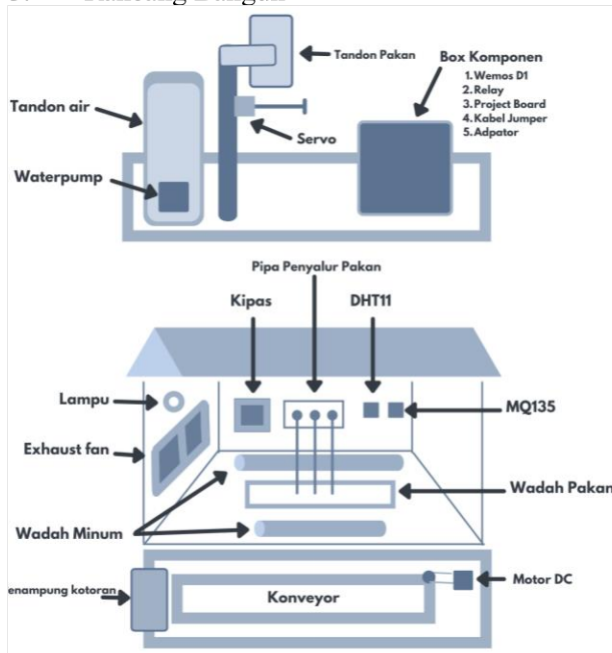 Tandon Pakan
Box Komponen
1. Wemos D1
2. Relay
3. Project Board
4. Kabel Jumper
5. Adpator
Tandon air
Servo
Waterpump
Pipa Penyalur Pakan
Kipas
DHT11
Lampu
MQ135
Exhaust fan
Wadah Pakan
Wadah Minum
enampung kotoran
Konveyor
Motor DC